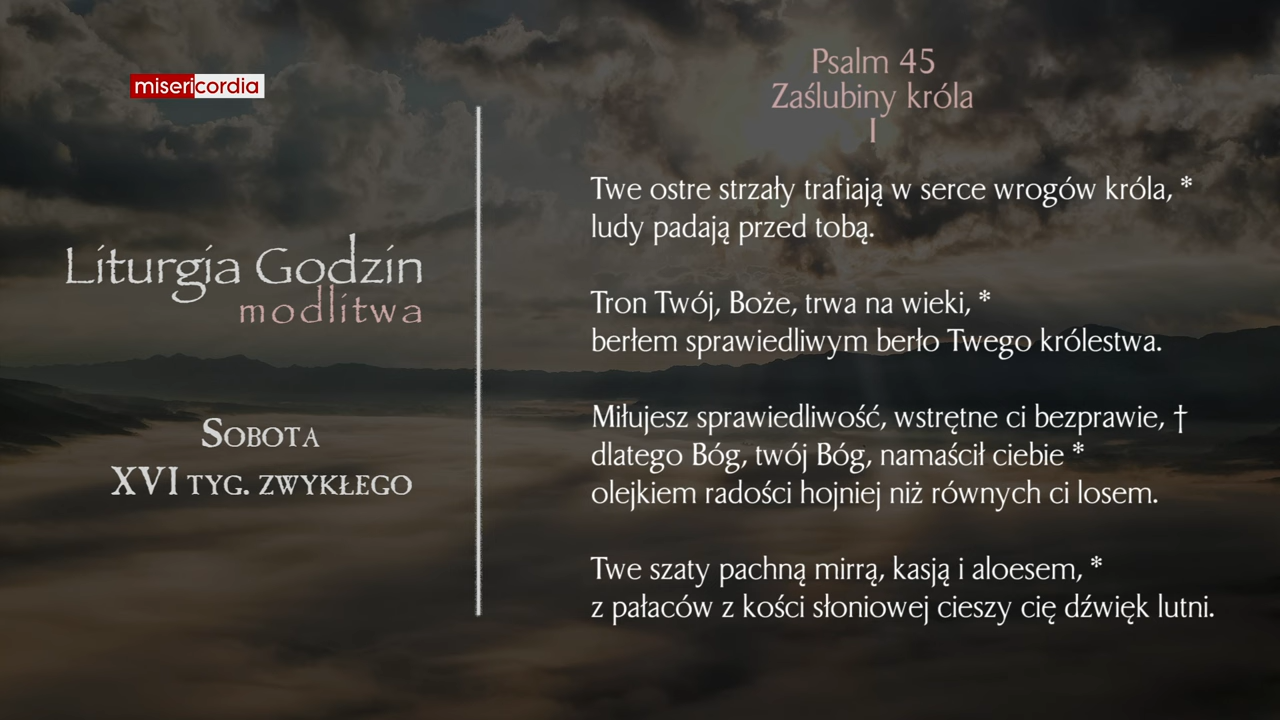 misericordia
Liturgia Godzin
modlitwa
Sobota
XVI tyg. zwykłego
Psalm 45
Zaślubiny króla
I
Twe ostre strzały trafiają w serce wrogów króla, *
ludy padają przed tobą.
Tron Twój, Boże, trwa na wieki, *
berłem sprawiedliwym berło Twego królestwa.
Miłujesz sprawiedliwość, wstrętne ci bezprawie, †
dlatego Bóg, twój Bóg, namaścił ciebie *
olejkiem radości hojniej niż równych ci losem.
Twe szaty pachną mirrą, kasją i aloesem, *
z pałaców z kości słoniowej cieszy cię dźwięk lutni.